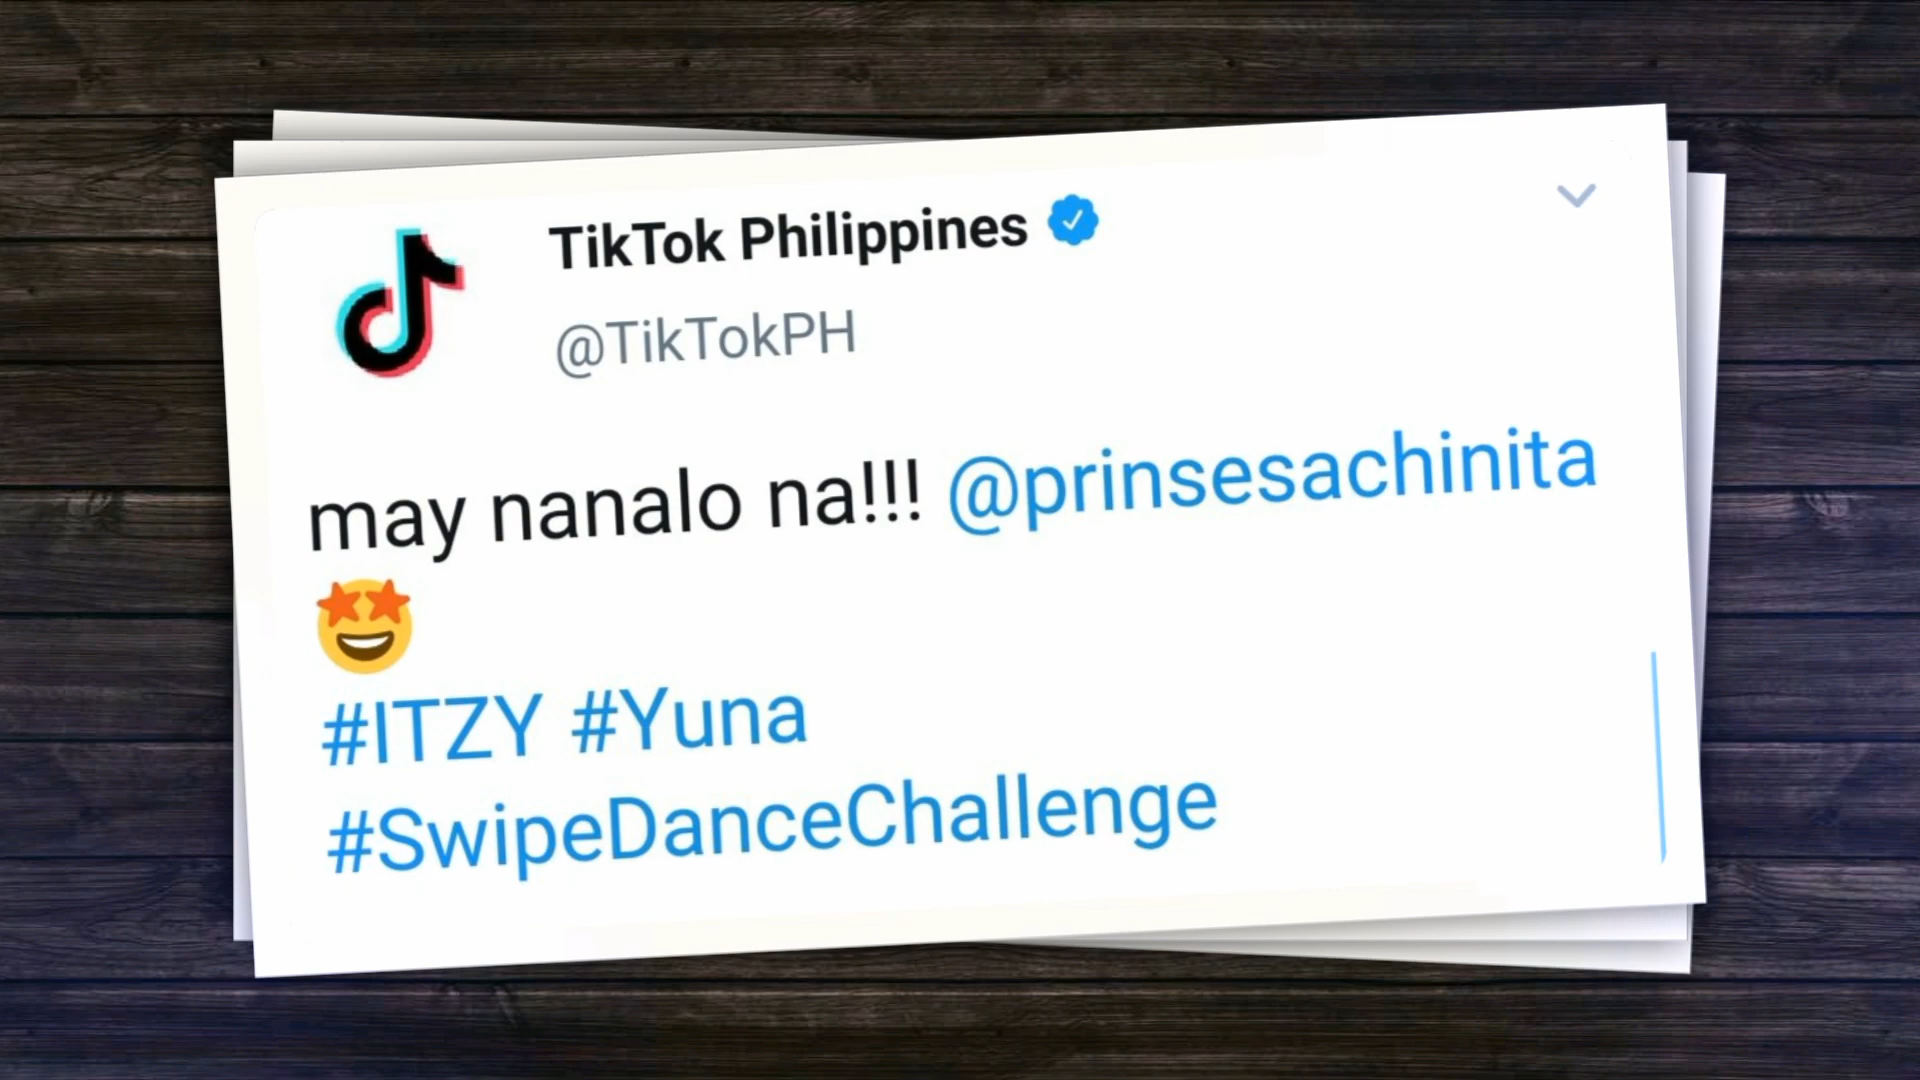 TikTok Philippines
@TikTokPH
may nanalo na!!! @prinsesachinita
🤩
#ITZY #Yuna
#SwipeDanceChallenge